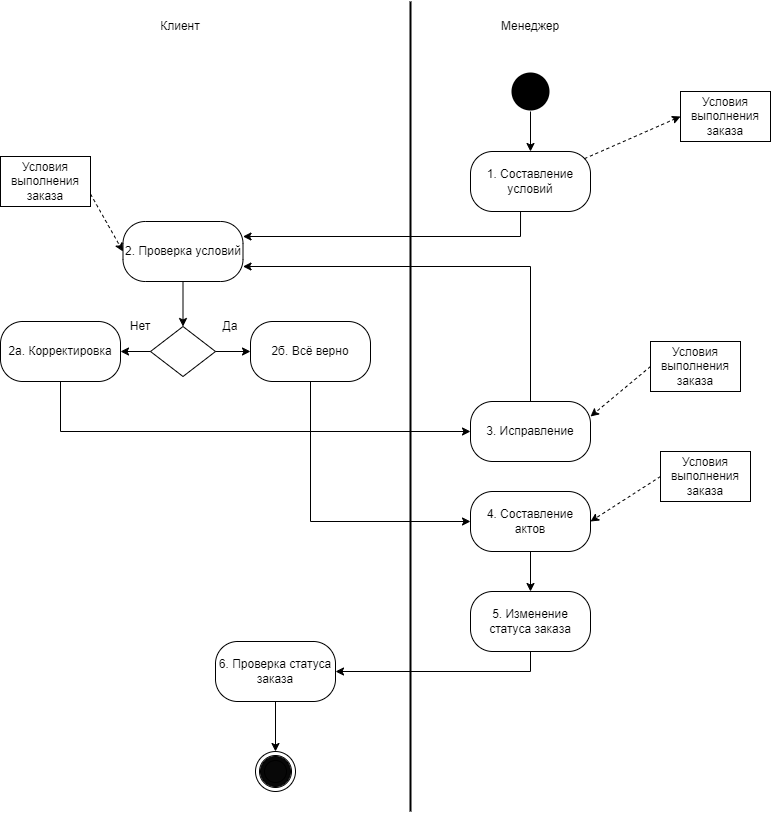 Клиент
Менеджер
Условия
выполнения
заказа
1. Составление
условий
Условия
выполнения
заказа
2. Проверка условий
Нет
Да
2а. Корректировка
2б. Всё верно
Условия
выполнения
заказа
3. Исправление
Условия
выполнения
заказа
4. Составление
актов
5. Изменение
статуса заказа
6. Проверка статуса
заказа